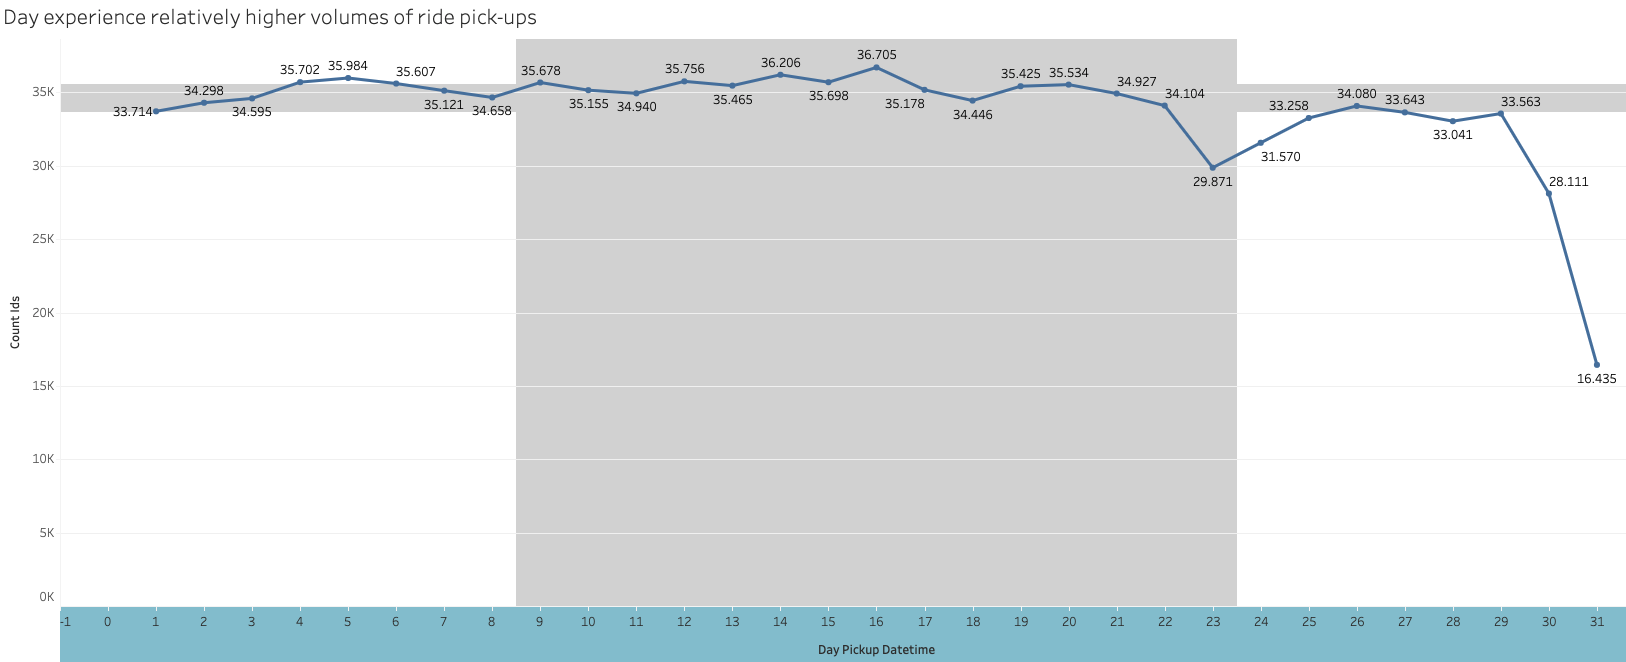 Day experience relatively higher volumes of ride pick-ups
36.705
36.206
35.984
35.702
35.607
35.678
35.756
35.425
35.534
34.927
34.298
35.121
35.155
34.940
35.465
35.698
35.178
34.104
33.258
34.080
33.643
33.563
33.714
34.595
34.658
34.446
33.041
31.570
29.871
28.111
16.435
35K
30K
25K
20K
15K
10K
5K
0K
Count Ids
-1 0 1 2 3 4 5 6 7 8 9 10 11 12 13 14 15 16 17 18 19 20 21 22 23 24 25 26 27 28 29 30 31
Day Pickup Datetime